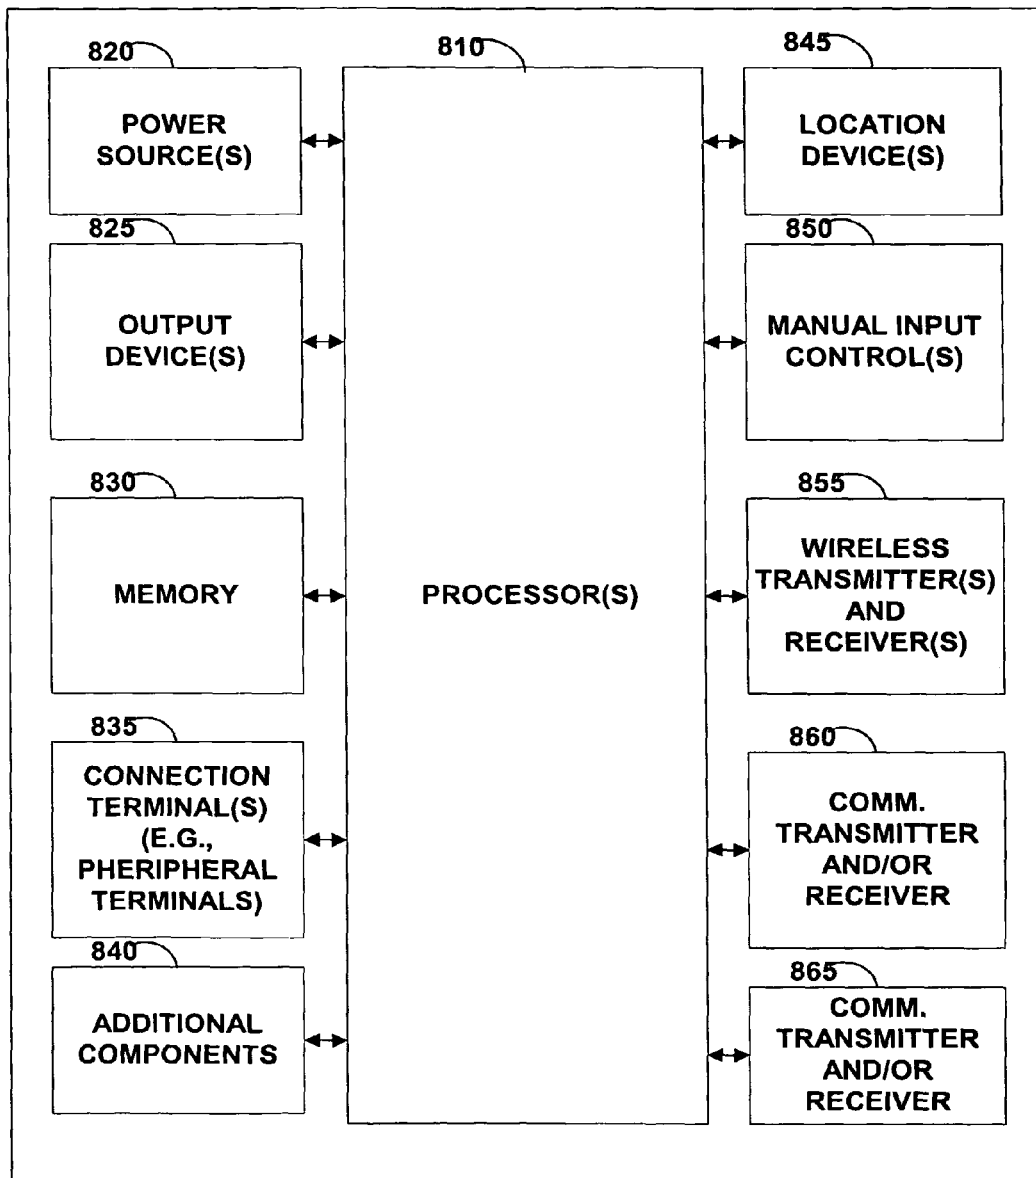 820
POWER
SOURCE(S)
825
OUTPUT
DEVICE(S)
830
MEMORY
835
CONNECTION
TERMINAL(S)
(E.G.,
PHERIPHERAL
TERMINALS)
840
ADDITIONAL
COMPONENTS
810
PROCESSOR(S)
845
LOCATION
DEVICE(S)
850
MANUAL INPUT
CONTROL(S)
855
WIRELESS
TRANSMITTER(S)
AND
RECEIVER(S)
860
COMM.
TRANSMITTER
AND/OR
RECEIVER
865
COMM.
TRANSMITTER
AND/OR
RECEIVER